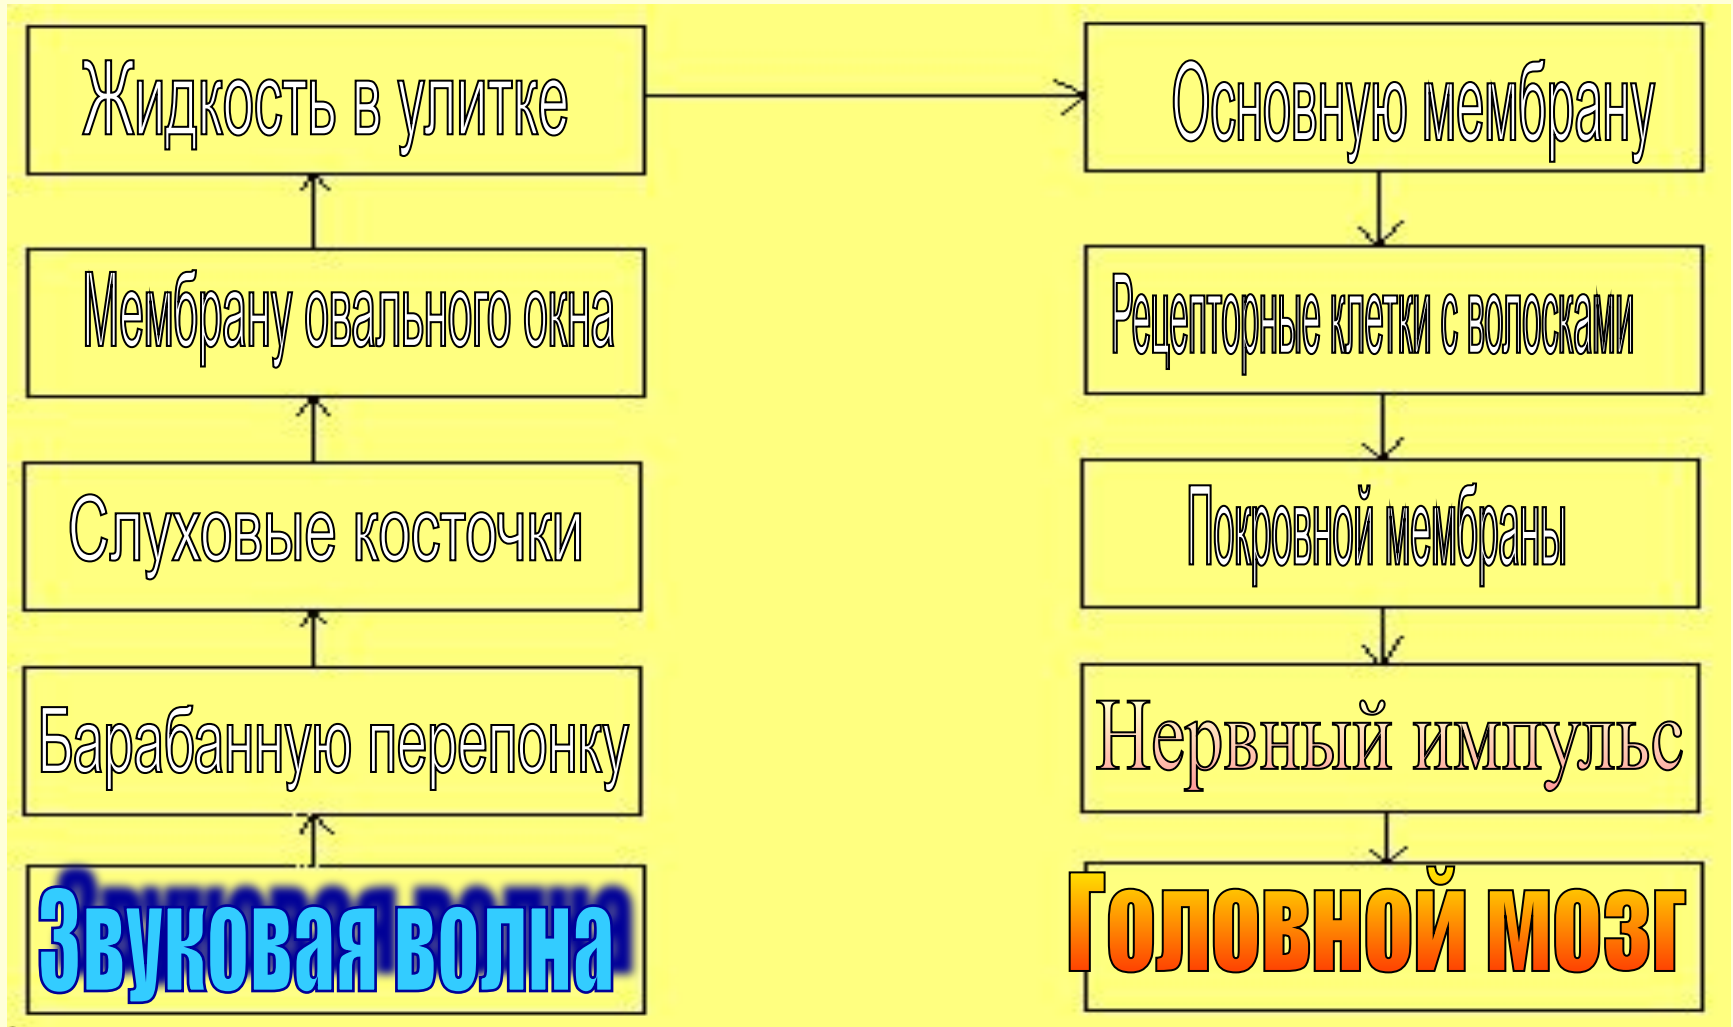 Жидкость в улитке
Мембрану овального окна
Слуховые косточки
Барабанную перепонку
Звуковая волна
Основную мембрану
Рецепторные клетки с волосками
Покровной мембраны
Нервный импульс
Головной мозг